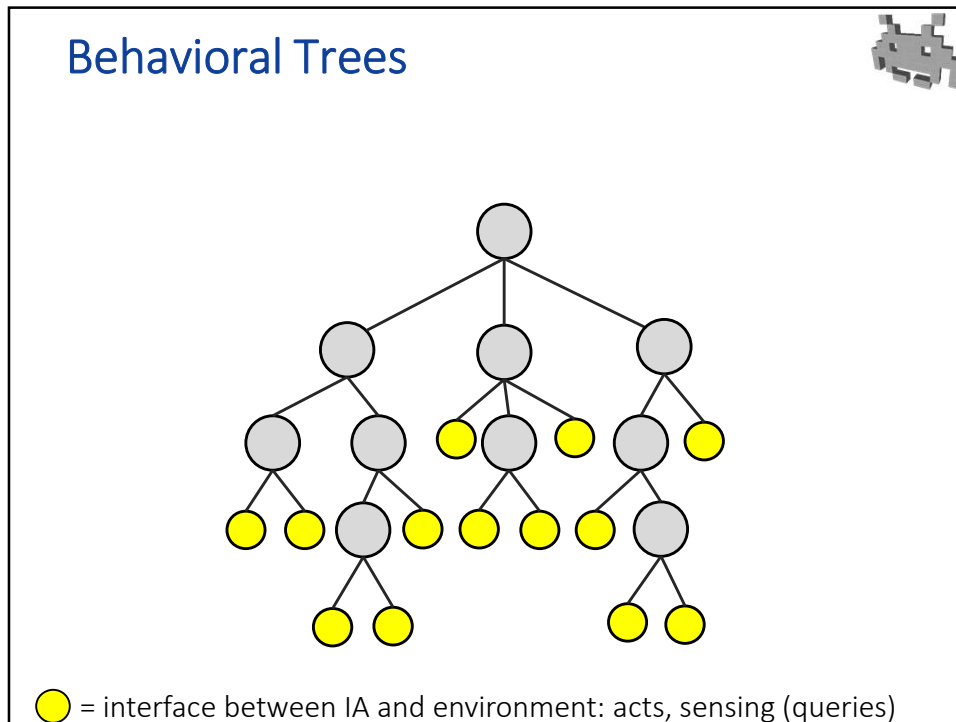 Behavioral Trees
= interface between IA and environment: acts, sensing (queries)